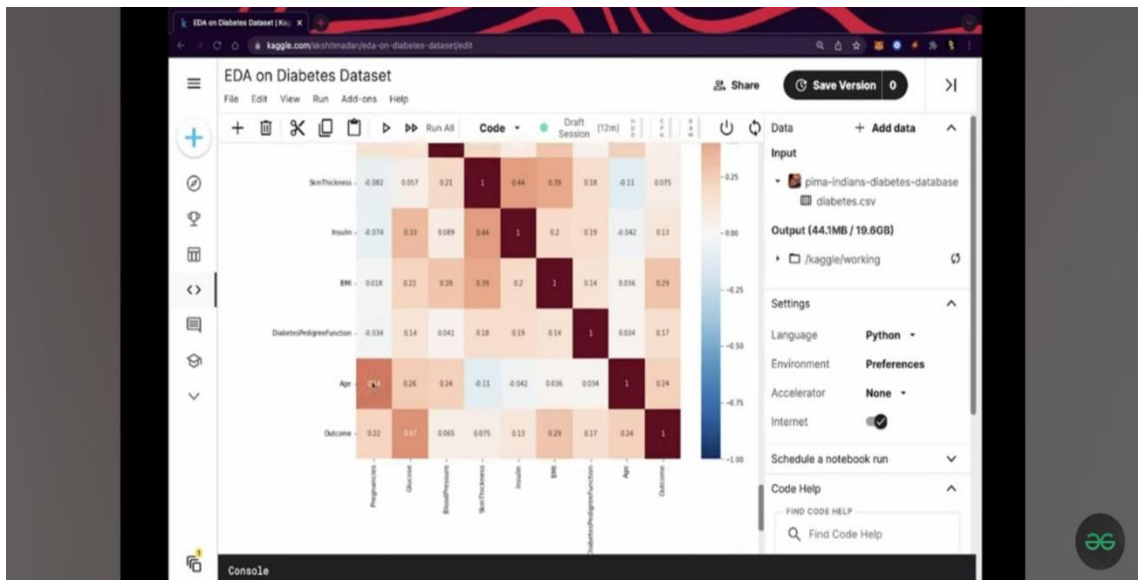 EDA on Diabetes Dataset | Kag
kaggle.com/akshitmadan/eda-on-diabetes-dataset/edit
EDA on Diabetes Dataset
File Edit View Run Add-ons Help
Share
Save Version 0
Run All Code Draft Session (12m)
Data + Add data
Input
pima-indians-diabetes-database
diabetes.csv
Output (44.1MB / 19.6GB)
/kaggle/working
Settings
Language Python
Environment Preferences
Accelerator None
Internet
Schedule a notebook run
Code Help
FIND CODE HELP
Find Code Help
SkinThickness -0.082 0.057 0.21 1 0.44 0.39 0.18 -0.11 0.075
Insulin -0.074 0.33 0.089 0.44 1 0.2 0.19 -0.042 0.13
BMI 0.018 0.22 0.28 0.39 0.2 1 0.14 0.036 0.29
DiabetesPedigreeFunction -0.034 0.14 0.041 0.18 0.19 0.14 1 0.034 0.17
Age 0.26 0.24 -0.11 -0.042 0.036 0.034 1 0.24
Outcome 0.22 0.47 0.065 0.075 0.13 0.29 0.17 0.24 1
Pregnancies
Glucose
BloodPressure
SkinThickness
Insulin
BMI
DiabetesPedigreeFunction
Age
Outcome
0.25
0.00
-0.25
-0.50
-0.75
-1.00
Console